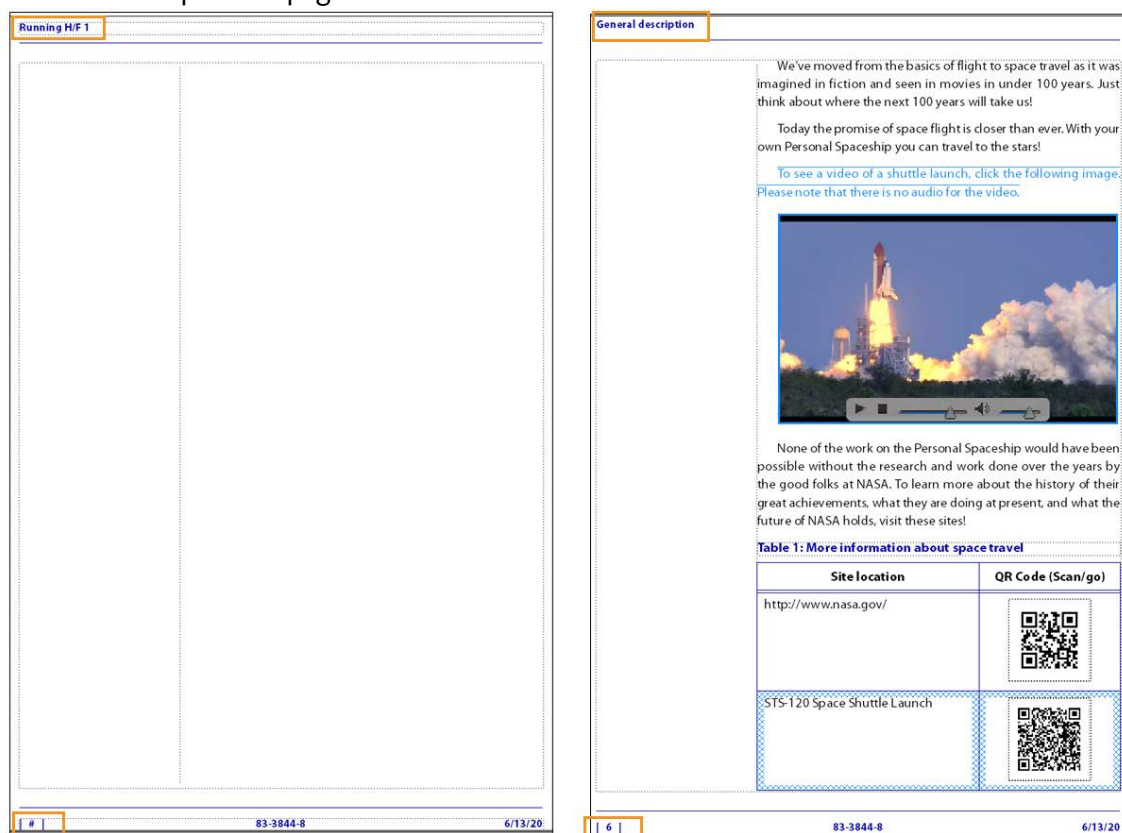 Running H/F 1
| # |
83-3844-8
6/13/20
General description
We've moved from the basics of flight to space travel as it was
imagined in fiction and seen in movies in under 100 years. Just
think about where the next 100 years will take us!
Today the promise of space flight is closer than ever. With your
own Personal Spaceship you can travel to the stars!
To see a video of a shuttle launch, click the following image.
Please note that there is no audio for the video.
None of the work on the Personal Spaceship would have been
possible without the research and work done over the years by
the good folks at NASA. To learn more about the history of their
great achievements, what they are doing at present, and what the
future of NASA holds, visit these sites!
Table 1: More information about space travel
Site location
QR Code (Scan/go)
http://www.nasa.gov/
STS-120 Space Shuttle Launch
| 6 |
83-3844-8
6/13/20